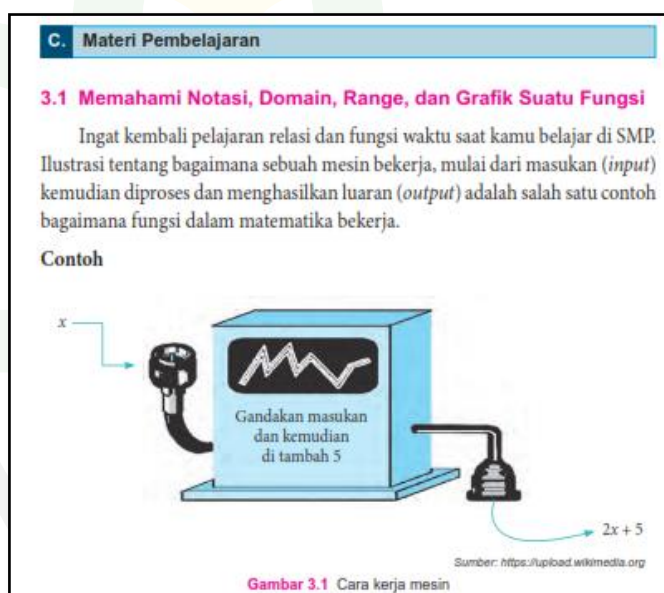 C. Materi Pembelajaran
3.1 Memahami Notasi, Domain, Range, dan Grafik Suatu Fungsi
Ingat kembali pelajaran relasi dan fungsi waktu saat kamu belajar di SMP.
Ilustrasi tentang bagaimana sebuah mesin bekerja, mulai dari masukan (input)
kemudian diproses dan menghasilkan luaran (output) adalah salah satu contoh
bagaimana fungsi dalam matematika bekerja.
Contoh
x
Gandakan masukan
dan kemudian
di tambah 5
2x + 5
Sumber: https://upload.wikimedia.org
Gambar 3.1 Cara kerja mesin